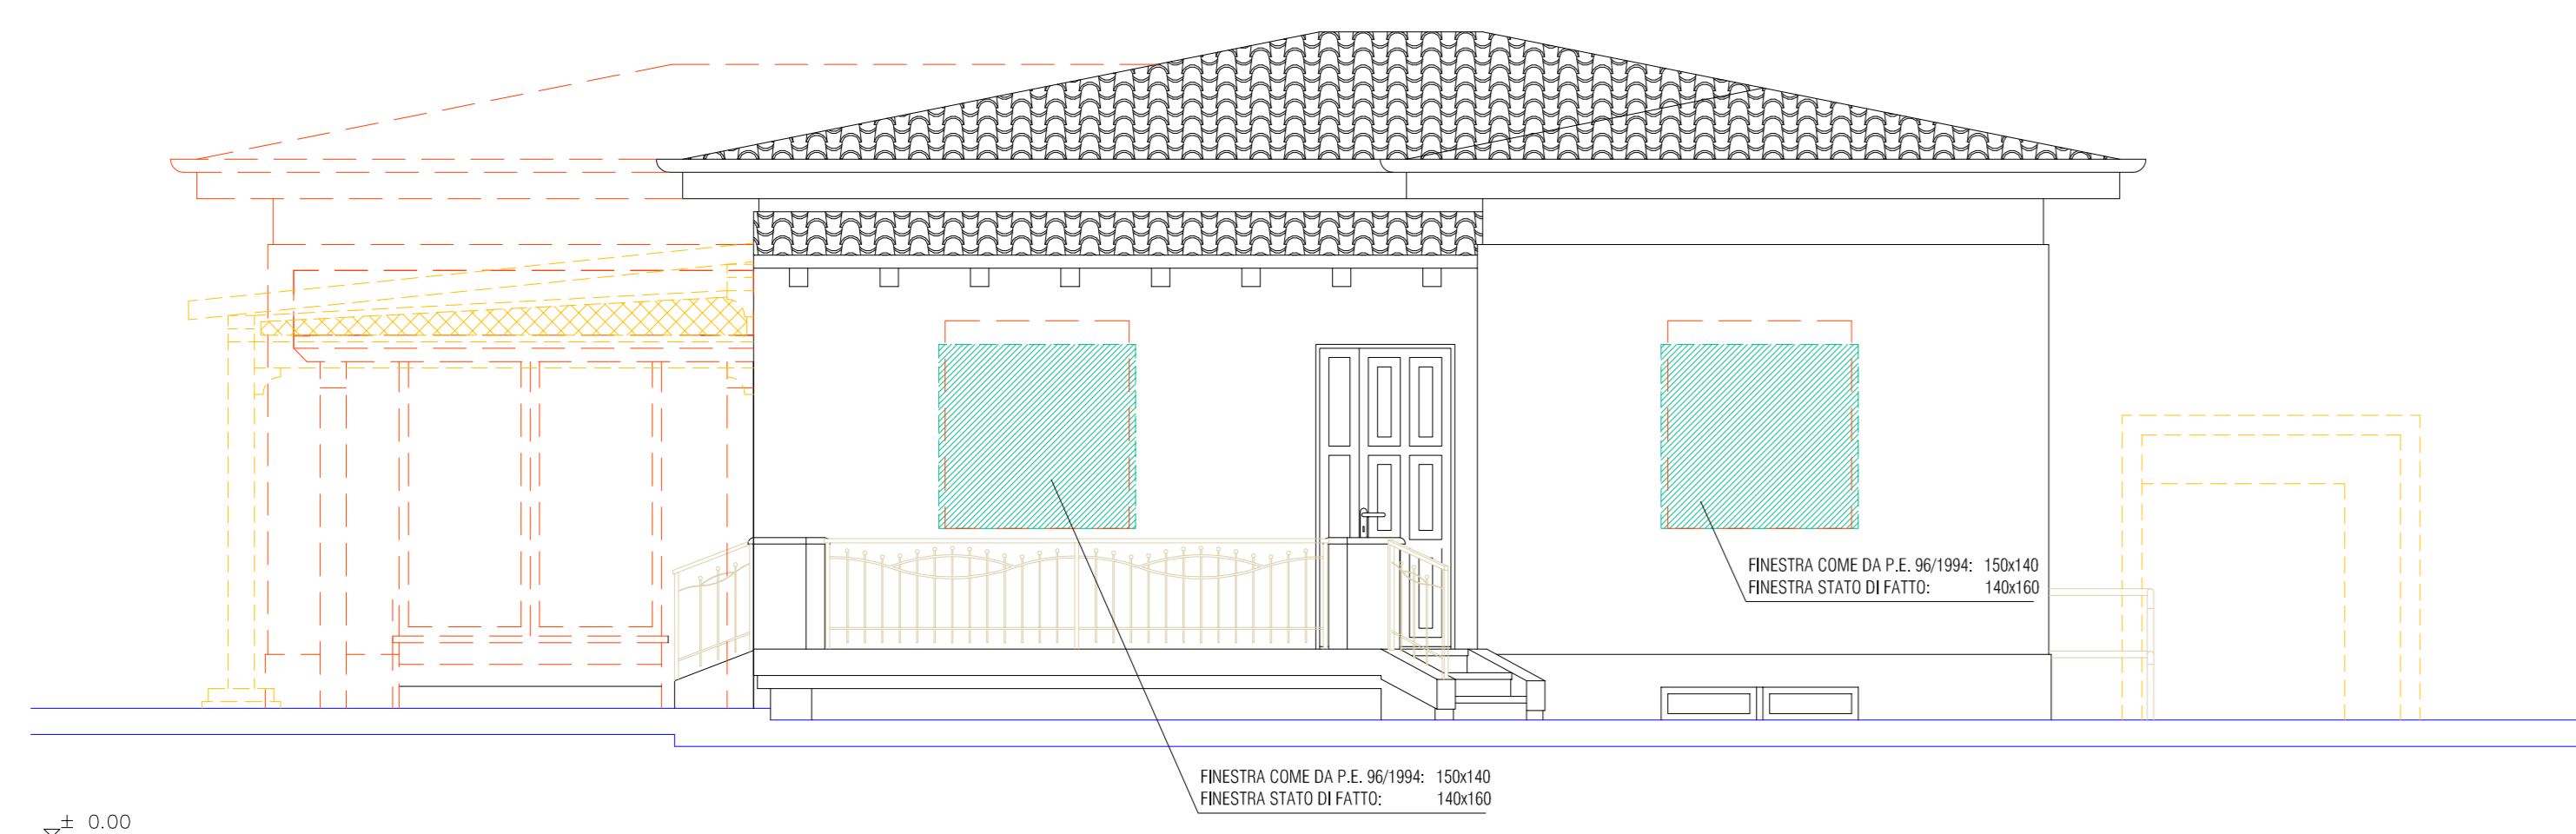 FINESTRA COME DA P.E. 96/1994: 150x140
FINESTRA STATO DI FATTO: 140x160
FINESTRA COME DA P.E. 96/1994: 150x140
FINESTRA STATO DI FATTO: 140x160
± 0.00